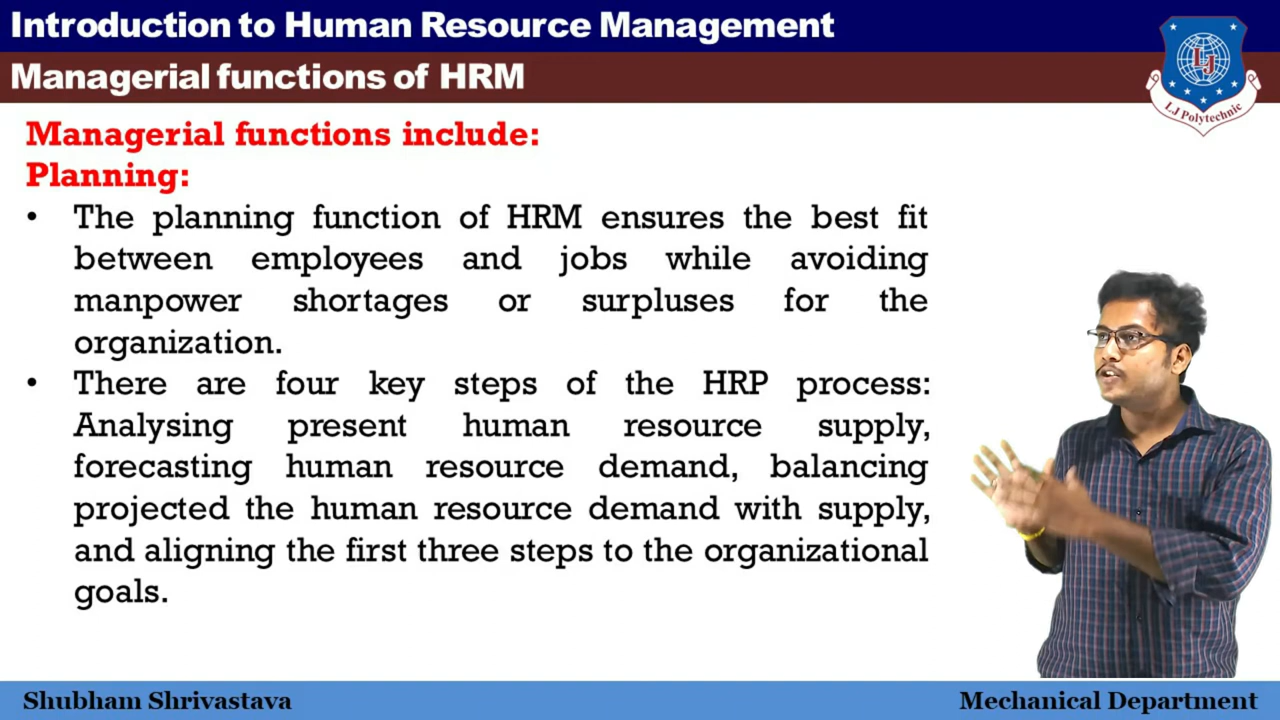 Introduction to Human Resource Management
Managerial functions of HRM
LJ
L.J Polytechnic
Managerial functions include:
Planning:
• The planning function of HRM ensures the best fit
between employees and jobs while avoiding
manpower shortages or surpluses for the
organization.
• There are four key steps of the HRP process:
Analysing present human resource supply,
forecasting human resource demand, balancing
projected the human resource demand with supply,
and aligning the first three steps to the organizational
goals.
Shubham Shrivastava
Mechanical Department